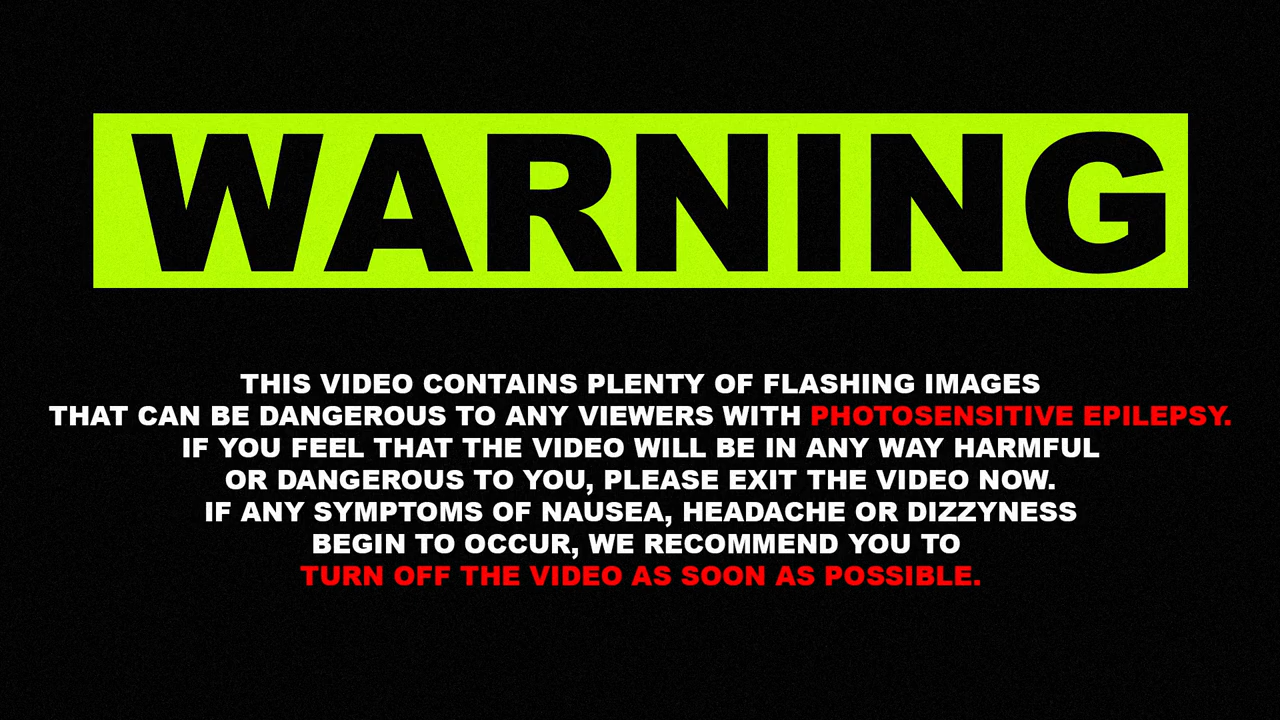 WARNING
THIS VIDEO CONTAINS PLENTY OF FLASHING IMAGES
THAT CAN BE DANGEROUS TO ANY VIEWERS WITH PHOTOSENSITIVE EPILEPSY.
IF YOU FEEL THAT THE VIDEO WILL BE IN ANY WAY HARMFUL
OR DANGEROUS TO YOU, PLEASE EXIT THE VIDEO NOW.
IF ANY SYMPTOMS OF NAUSEA, HEADACHE OR DIZZYNESS
BEGIN TO OCCUR, WE RECOMMEND YOU TO
TURN OFF THE VIDEO AS SOON AS POSSIBLE.